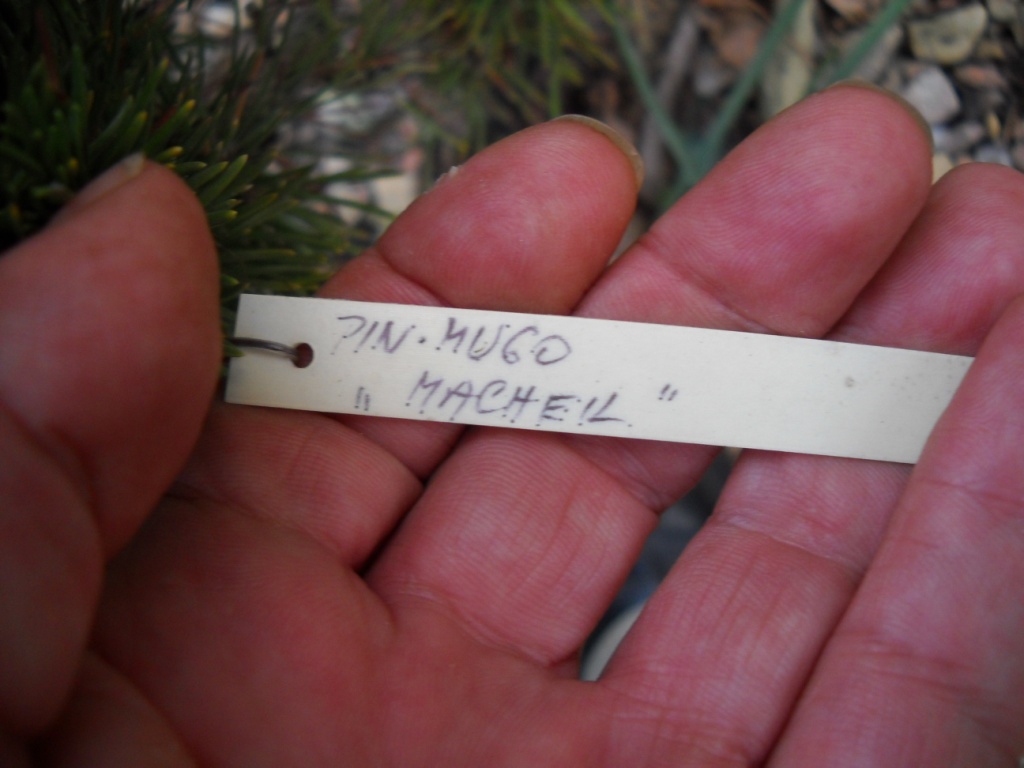 PIN. MUGO
" MACHEIL "